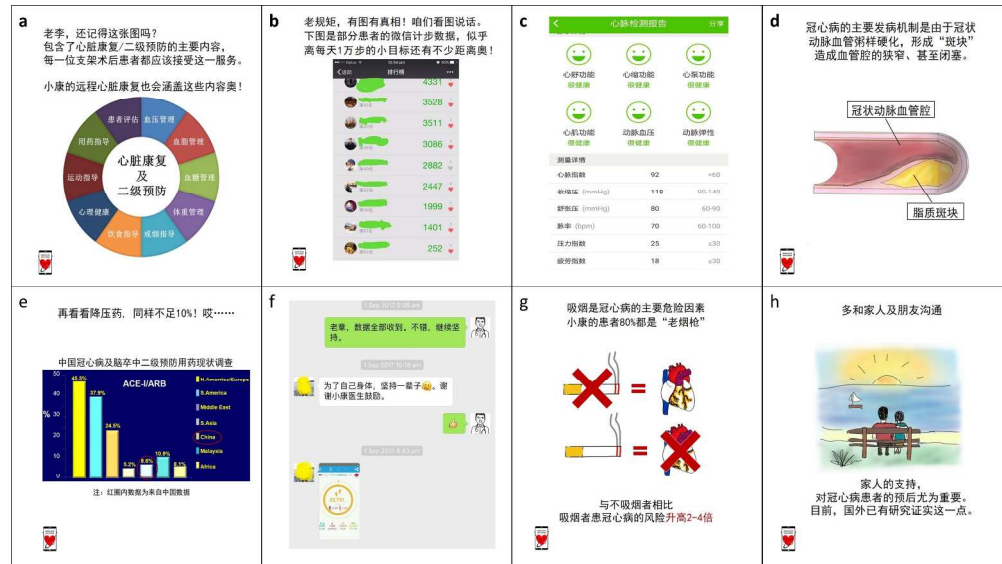 a
老李，还记得这张图吗？
包含了心脏康复/二级预防的主要内容，
每一位支架术后患者都应该接受这一服务。
小康的远程心脏康复也会涵盖这些内容奥！
患者评估
血压管理
用药指导
血脂管理
运动指导
心脏康复
及
二级预防
血糖管理
心理健康
体重管理
饮食指导
戒烟指导
b
老规矩，有图有真相！咱们看图说话。
下图是部分患者的微信计步数据，似乎
离每天1万步的小目标还有不少距离奥！
排行榜
4331
3528
3511
3086
2882
2447
1999
1401
252
c
心脉检测报告
分享
心舒功能
心缩功能
心泵功能
很健康
很健康
很健康
心肌功能
动脉血压
动脉弹性
很健康
很健康
很健康
测量详情
心脉指数 92 >60
收缩压 (mmHg) 119 90-140
舒张压 (mmHg) 80 60-90
脉率 (bpm) 70 60-100
压力指数 25 ≤30
疲劳指数 18 ≤30
d
冠心病的主要发病机制是由于冠状
动脉血管粥样硬化，形成“斑块”
造成血管腔的狭窄、甚至闭塞。
冠状动脉血管腔
脂质斑块
e
再看看降压药，同样不足10%！哎……
中国冠心病及脑卒中二级预防用药现状调查
ACE-I/ARB
%
50
40
30
20
10
0
45.5%
37.9%
24.5%
5.2%
8.6%
10.9%
N.America/Europe
S.America
Middle East
S.Asia
China
Malaysia
Africa
注：红圈内数据为来自中国数据
f
1 Sep 2017 9:39 am
老章，数据全部收到，不错，继续坚
持。
为了自己身体，坚持一辈子。谢
谢小康医生鼓励。
g
吸烟是冠心病的主要危险因素
小康的患者80%都是“老烟枪”
=
=
与不吸烟者相比
吸烟者患冠心病的风险升高2-4倍
h
多和家人及朋友沟通
家人的支持，
对冠心病患者的预后尤为重要。
目前，国外已有研究证实这一点。